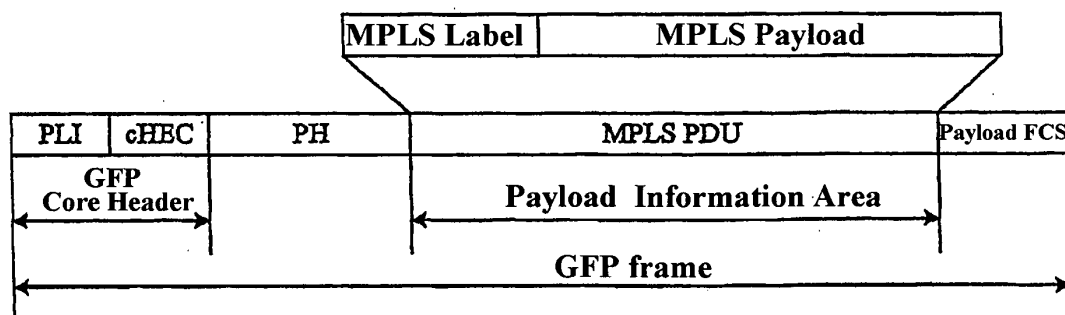 MPLS Label MPLS Payload
PLI cHEC PH MPLS PDU Payload FCS
GFP
Core Header
Payload Information Area
GFP frame